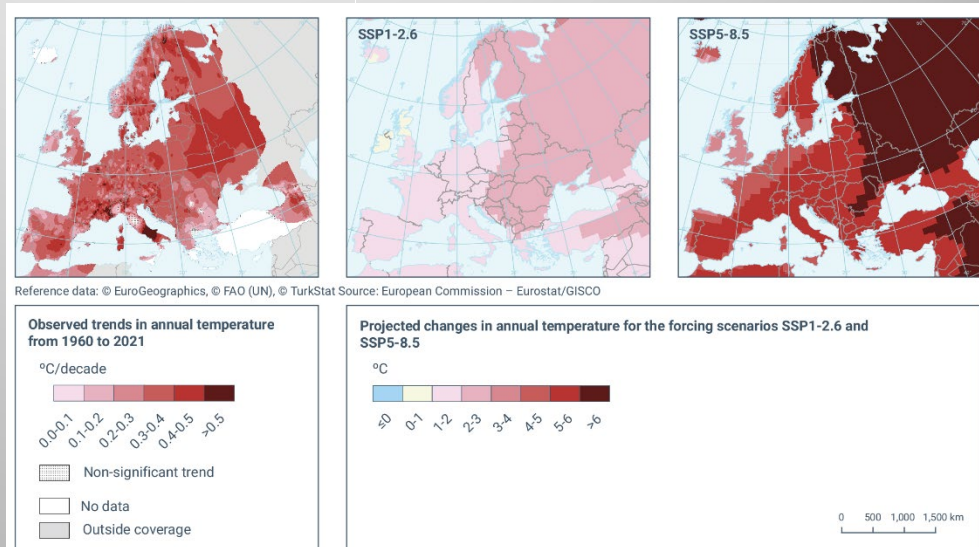 SSP1-2.6
SSP5-8.5
Reference data: © EuroGeographics, © FAO (UN), © TurkStat Source: European Commission – Eurostat/GISCO
Observed trends in annual temperature
from 1960 to 2021
ºC/decade
0.0-0.1
0.1-0.2
0.2-0.3
0.3-0.4
0.4-0.5
>0.5
Non-significant trend
No data
Outside coverage
Projected changes in annual temperature for the forcing scenarios SSP1-2.6 and
SSP5-8.5
ºC
≤0
0-1
1-2
2-3
3-4
4-5
5-6
>6
0 500 1,000 1,500 km